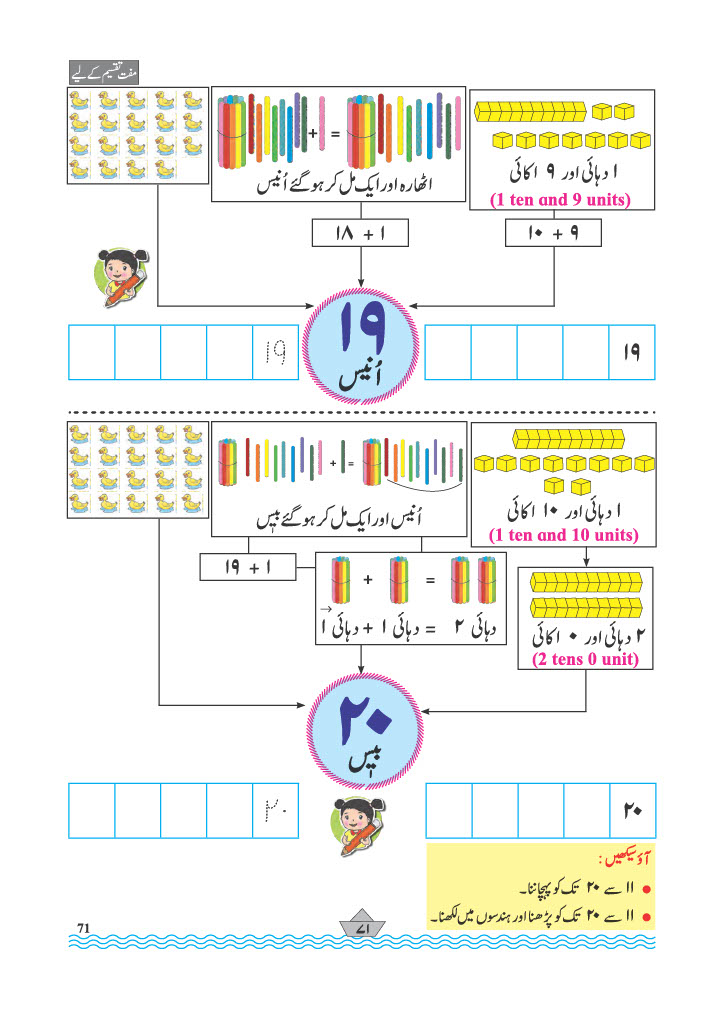 مفت تقسیم کے لیے
+ =
اٹھارہ اور ایک مل کر ہو گئے اُنیس
۱ دہائی اور ۹ اکائی
(1 ten and 9 units)
۱۸ + ۱
۱۰ + ۹
۱۹
اُنیس
۱۹
۱۹
+ =
اُنیس اور ایک مل کر ہو گئے بیٖس
۱ دہائی اور ۱۰ اکائی
(1 ten and 10 units)
۱۹ + ۱
+ =
۱ دہائی + ۱ دہائی = ۲ دہائی
۲ دہائی اور ۰ اکائی
(2 tens 0 unit)
۲۰
بیٖس
۲۰
۲۰
آؤ سیکھیں :
● ۱۱ سے ۲۰ تک کو پہچاننا۔
● ۱۱ سے ۲۰ تک کو پڑھنا اور ہندسوں میں لکھنا۔
71
۷۱